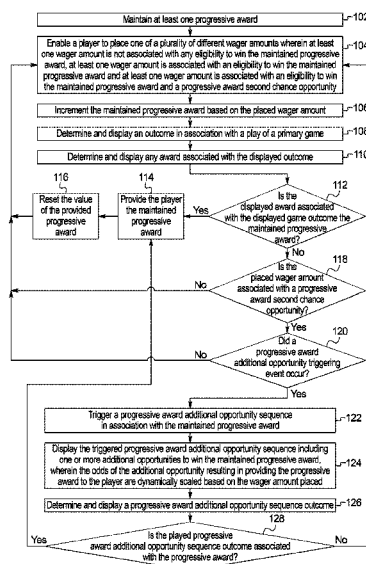 Maintain at least one progressive award
102
Enable a player to place one of a plurality of different wager amounts wherein at least
one wager amount is not associated with any eligibility to win the maintained progressive
award, at least one wager amount is associated with an eligibility to win the maintained
progressive award and at least one wager amount is associated with an eligibility to win
the maintained progressive award and a progressive award second chance opportunity
104
Increment the maintained progressive award based on the placed wager amount
106
Determine and display an outcome in association with a play of a primary game
108
Determine and display any award associated with the displayed outcome
110
116
Reset the value
of the provided
progressive
award
114
Provide the player
the maintained
progressive
award
Yes
112
Is the
displayed award associated
with the displayed game outcome the
maintained progressive
award?
No
118
Is the
placed wager amount
associated with a progressive
award second chance
opportunity?
No
Yes
120
Did a
progressive award
additional opportunity triggering
event occur?
No
Yes
Trigger a progressive award additional opportunity sequence
in association with the maintained progressive award
122
Display the triggered progressive award additional opportunity sequence including
one or more additional opportunities to win the maintained progressive award,
wherein the odds of the additional opportunity resulting in providing the progressive
award to the player are dynamically scaled based on the wager amount placed
124
Determine and display a progressive award additional opportunity sequence outcome
126
128
Yes
Is the played progressive
award additional opportunity sequence outcome associated
with the progressive award?
No